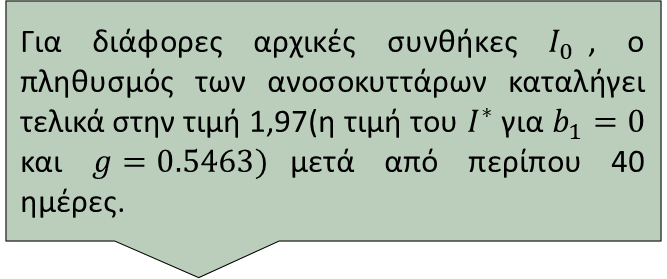 Για διάφορες αρχικές συνθήκες I₀ , ο
πληθυσμός των ανοσοκυττάρων καταλήγει
τελικά στην τιμή 1,97(η τιμή του I* για b₁ = 0
και g = 0.5463) μετά από περίπου 40
ημέρες.